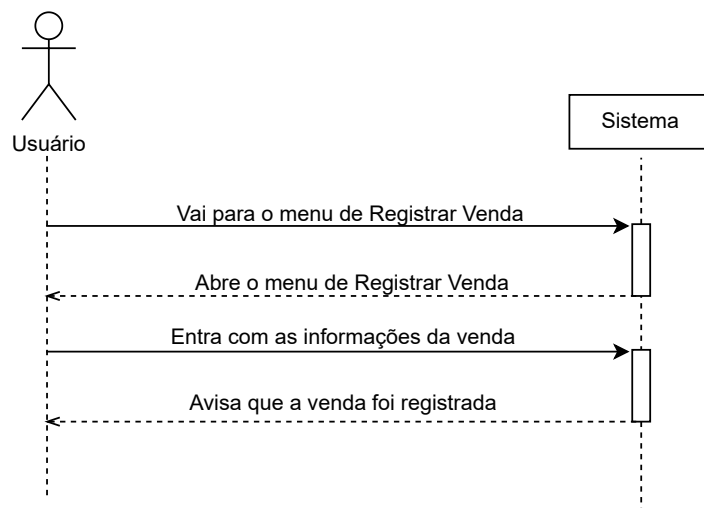 Usuário
Sistema
Vai para o menu de Registrar Venda
Abre o menu de Registrar Venda
Entra com as informações da venda
Avisa que a venda foi registrada